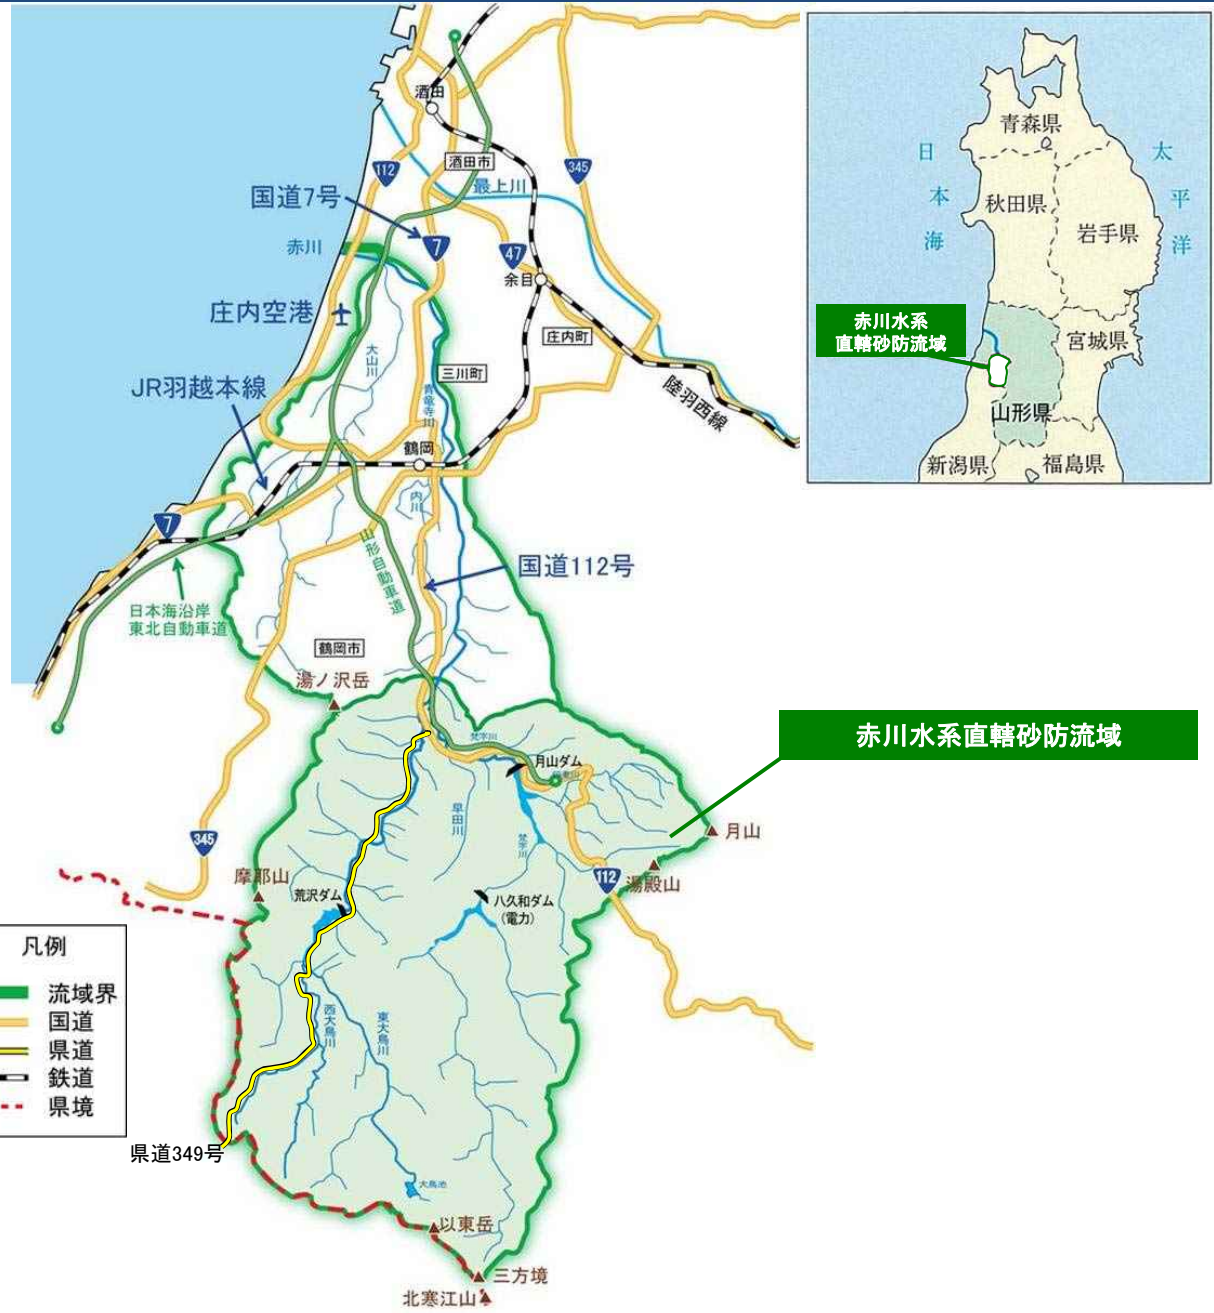 酒田
酒田市
112
345
最上川
国道7号
7
47
赤川
余目
庄内空港
庄内町
大山川
三川町
青竜寺川
JR羽越本線
陸羽西線
鶴岡
内川
7
山形自動車道
国道112号
日本海沿岸
東北自動車道
鶴岡市
湯ノ沢岳
梵字川
月山ダム
赤川水系直轄砂防流域
早田川
梵字川
月山
345
摩耶山
荒沢ダム
112
湯殿山
八久和ダム
(電力)
凡例
流域界
国道
県道
鉄道
県境
西大鳥川
東大鳥川
県道349号
大鳥池
以東岳
三方境
北寒江山
青森県
日本海
太平洋
秋田県
岩手県
赤川水系
直轄砂防流域
宮城県
山形県
新潟県
福島県